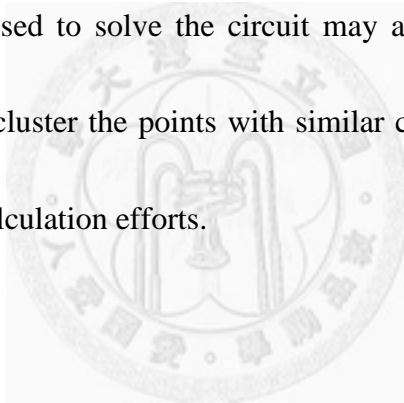 sed to solve the circuit may a
cluster the points with similar c
lculation efforts.